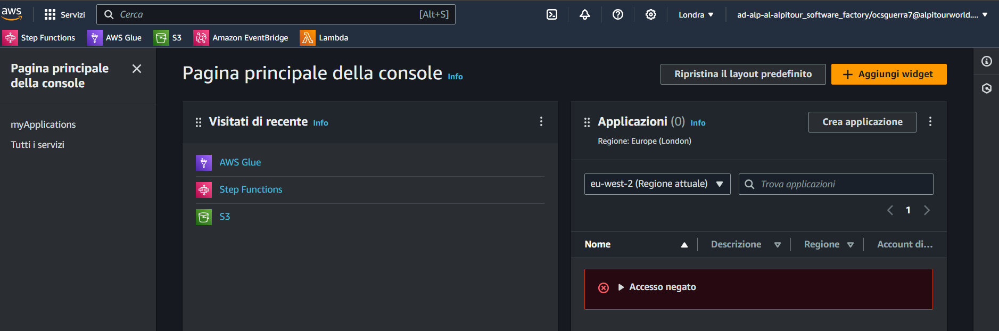 aws
Servizi
Cerca
[Alt+S]
Londra
ad-alp-al-alpitour_software_factory/ocsguerra7@alpitourworld....
Step Functions
AWS Glue
S3
Amazon EventBridge
Lambda
Pagina principale
della console
myApplications
Tutti i servizi
Pagina principale della console Info
Ripristina il layout predefinito
Aggiungi widget
Visitati di recente Info
AWS Glue
Step Functions
S3
Applicazioni (0) Info
Regione: Europe (London)
Crea applicazione
eu-west-2 (Regione attuale)
Trova applicazioni
1
Nome
Descrizione
Regione
Account di...
Accesso negato